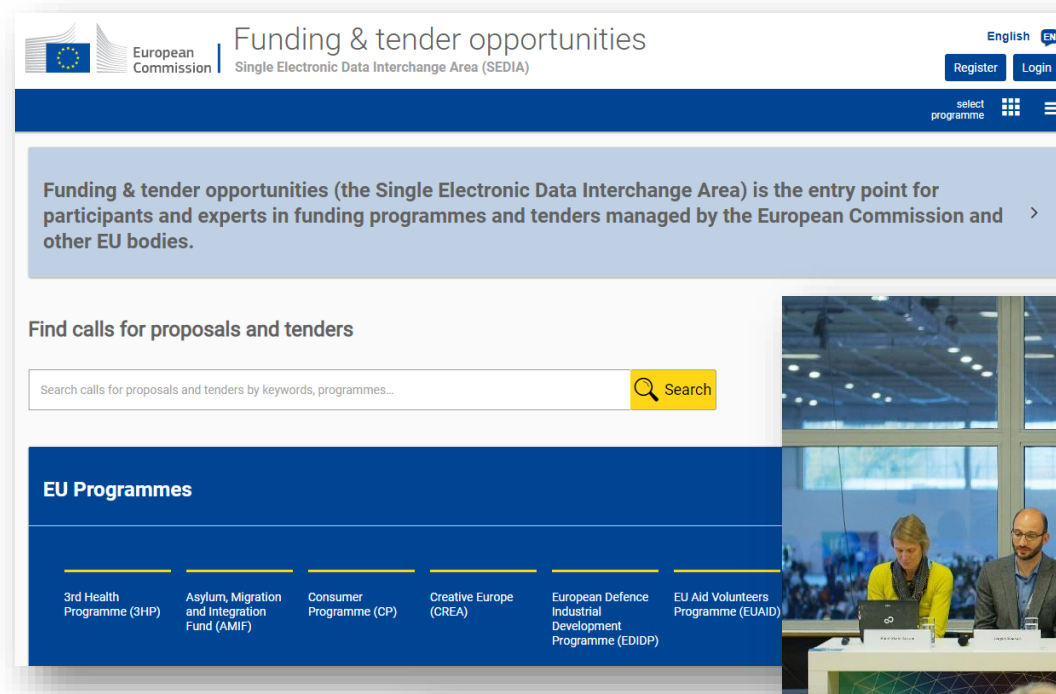 European
Commission
Funding & tender opportunities
Single Electronic Data Interchange Area (SEDIA)
English EN
Register Login
select
programme
Funding & tender opportunities (the Single Electronic Data Interchange Area) is the entry point for
participants and experts in funding programmes and tenders managed by the European Commission and
other EU bodies.
Find calls for proposals and tenders
Search calls for proposals and tenders by keywords, programmes...
Search
EU Programmes
3rd Health
Programme (3HP)
Asylum, Migration
and Integration
Fund (AMIF)
Consumer
Programme (CP)
Creative Europe
(CREA)
European Defence
Industrial
Development
Programme (EDIDP)
EU Aid Volunteers
Programme (EUAID)